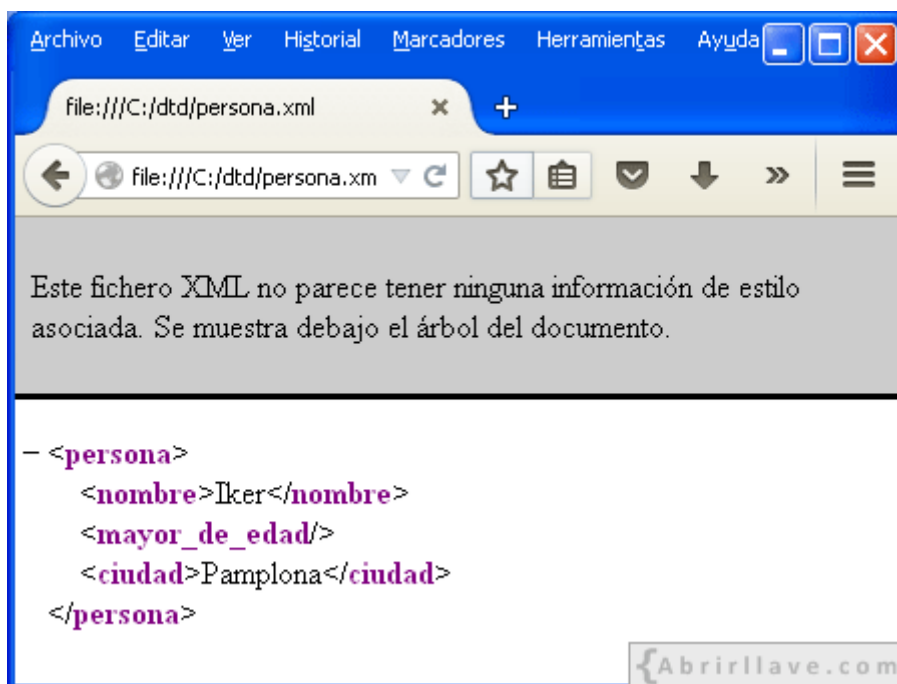 Archivo Editar Ver Historial Marcadores Herramientas Ayuda
file:///C:/dtd/persona.xml
file:///C:/dtd/persona.xm
Este fichero XML no parece tener ninguna información de estilo
asociada. Se muestra debajo el árbol del documento.
– <persona>
<nombre>Iker</nombre>
<mayor_de_edad/>
<ciudad>Pamplona</ciudad>
</persona>
{Abrirllave.com